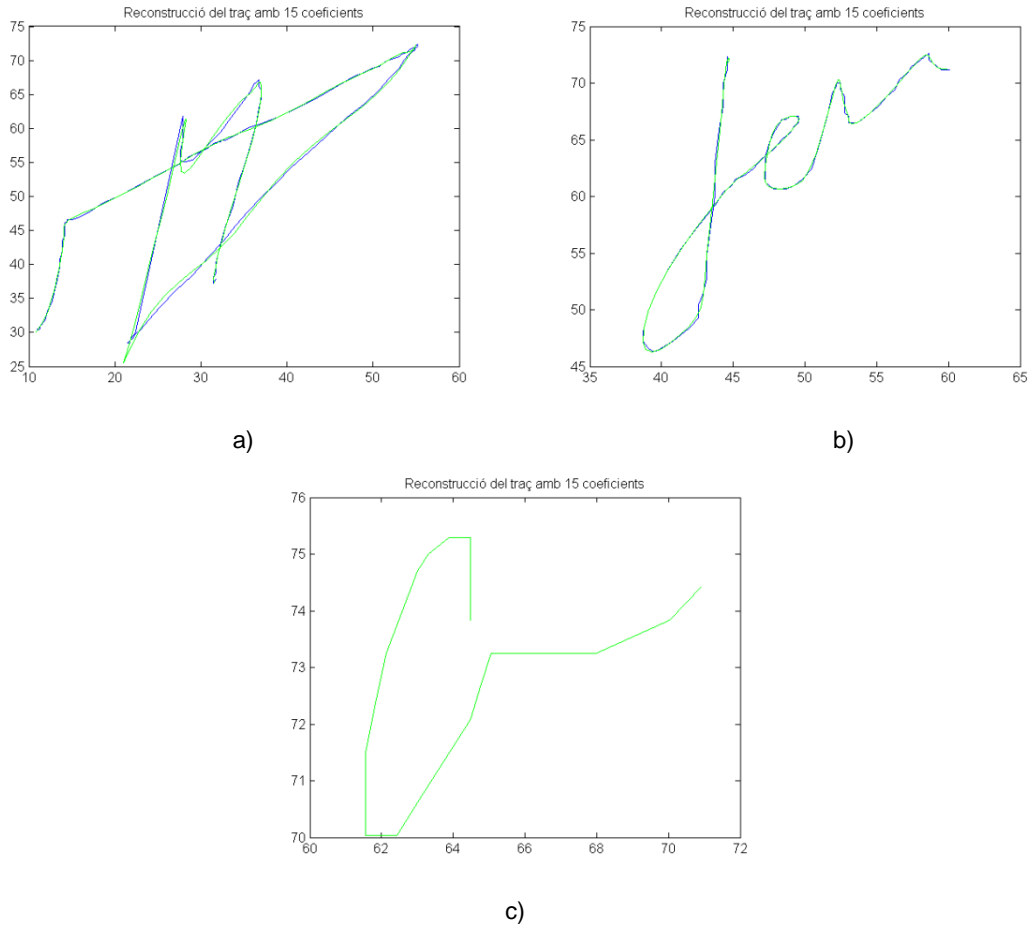 Reconstrucció del traç amb 15 coeficients
75
70
65
60
55
50
45
40
35
30
25
10 20 30 40 50 60
a)
Reconstrucció del traç amb 15 coeficients
75
70
65
60
55
50
45
35 40 45 50 55 60 65
b)
Reconstrucció del traç amb 15 coeficients
76
75
74
73
72
71
70
60 62 64 66 68 70 72
c)